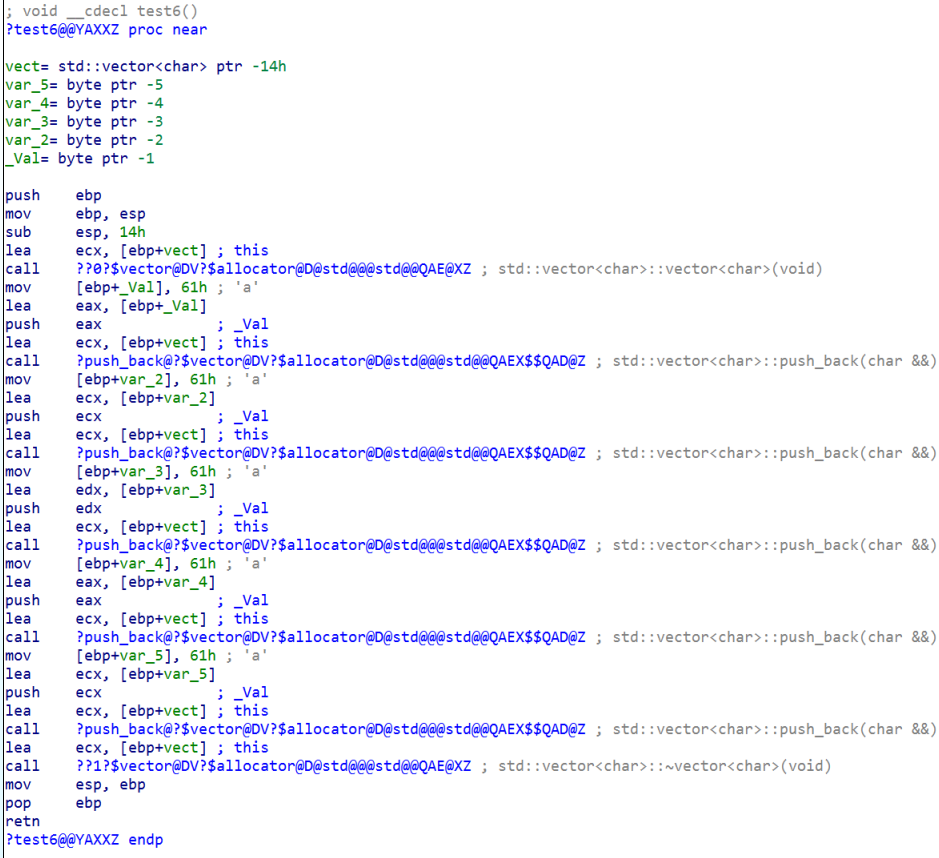 ; void __cdecl test6()
?test6@@YAXXZ proc near
vect= std::vector<char> ptr -14h
var_5= byte ptr -5
var_4= byte ptr -4
var_3= byte ptr -3
var_2= byte ptr -2
_Val= byte ptr -1
push ebp
mov ebp, esp
sub esp, 14h
lea ecx, [ebp+vect] ; this
call ??0?$vector@DV?$allocator@D@std@@@std@@QAE@XZ ; std::vector<char>::vector<char>(void)
mov [ebp+_Val], 61h ; 'a'
lea eax, [ebp+_Val]
push eax ; _Val
lea ecx, [ebp+vect] ; this
call ?push_back@?$vector@DV?$allocator@D@std@@@std@@QAEX$$QAD@Z ; std::vector<char>::push_back(char &&)
mov [ebp+var_2], 61h ; 'a'
lea ecx, [ebp+var_2]
push ecx ; _Val
lea ecx, [ebp+vect] ; this
call ?push_back@?$vector@DV?$allocator@D@std@@@std@@QAEX$$QAD@Z ; std::vector<char>::push_back(char &&)
mov [ebp+var_3], 61h ; 'a'
lea edx, [ebp+var_3]
push edx ; _Val
lea ecx, [ebp+vect] ; this
call ?push_back@?$vector@DV?$allocator@D@std@@@std@@QAEX$$QAD@Z ; std::vector<char>::push_back(char &&)
mov [ebp+var_4], 61h ; 'a'
lea eax, [ebp+var_4]
push eax ; _Val
lea ecx, [ebp+vect] ; this
call ?push_back@?$vector@DV?$allocator@D@std@@@std@@QAEX$$QAD@Z ; std::vector<char>::push_back(char &&)
mov [ebp+var_5], 61h ; 'a'
lea ecx, [ebp+var_5]
push ecx ; _Val
lea ecx, [ebp+vect] ; this
call ?push_back@?$vector@DV?$allocator@D@std@@@std@@QAEX$$QAD@Z ; std::vector<char>::push_back(char &&)
lea ecx, [ebp+vect] ; this
call ??1?$vector@DV?$allocator@D@std@@@std@@QAE@XZ ; std::vector<char>::~vector<char>(void)
mov esp, ebp
pop ebp
retn
?test6@@YAXXZ endp